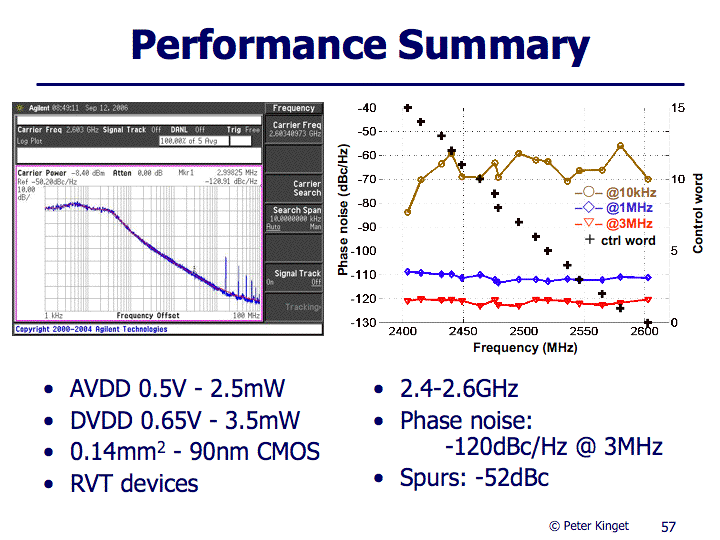 Performance Summary
Agilent 08:49:11 Sep 12, 2006
Frequency
Carrier Freq 2.603 GHz Signal Track Off DANL Off Trig Free
Log Plot 100.00% of 5 Avg
Carrier Freq
2.60340973 GHz
Carrier Power -8.40 dBm Atten 0.00 dB Mkr1 2.99825 MHz
Ref -50.20dBc/Hz -120.91 dBc/Hz
10.00
dB/
Carrier
Search
Search Span
10.0000000 kHz
Auto Man
Signal Track
On Off
Tracking
1 kHz Frequency Offset 100 MHz
Copyright 2000-2004 Agilent Technologies
Phase noise (dBc/Hz)
-40
-50
-60
-70
-80
-90
-100
-110
-120
-130
2400 2450 2500 2550 2600
Frequency (MHz)
15
10
5
0
Control word
@10kHz
@1MHz
@3MHz
ctrl word
• AVDD 0.5V - 2.5mW
• DVDD 0.65V - 3.5mW
• 0.14mm² - 90nm CMOS
• RVT devices
• 2.4-2.6GHz
• Phase noise:
-120dBc/Hz @ 3MHz
• Spurs: -52dBc
© Peter Kinget 57